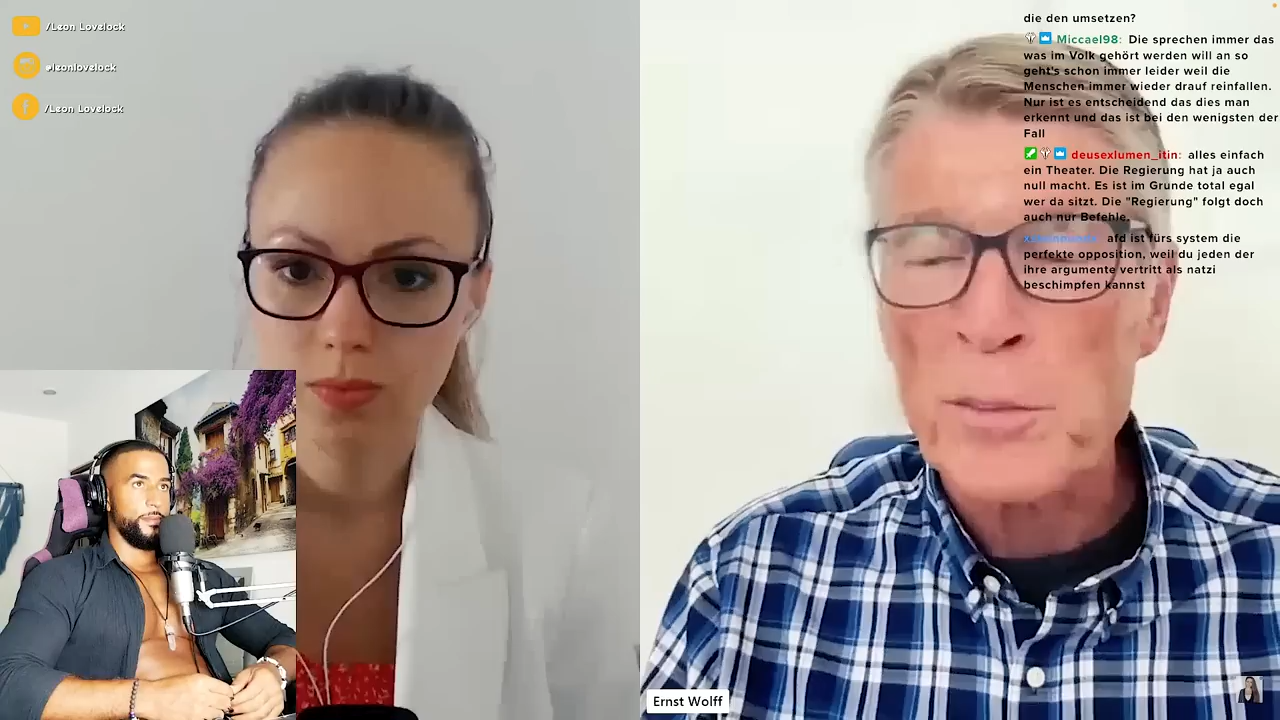 /Leon Lovelock
@leonlovelock
/Leon Lovelock
die den umsetzen?
Miccael98: Die sprechen immer das
was im Volk gehört werden will an so
geht's schon immer leider weil die
Menschen immer wieder drauf reinfallen.
Nur ist es entscheidend das dies man
erkennt und das ist bei den wenigsten der
Fall
deusexlumen_itin: alles einfach
ein Theater. Die Regierung hat ja auch
null macht. Es ist im Grunde total egal
wer da sitzt. Die "Regierung" folgt doch
auch nur Befehle.
afd ist fürs system die
perfekte opposition, weil du jeden der
ihre argumente vertritt als natzi
beschimpfen kannst
Ernst Wolff